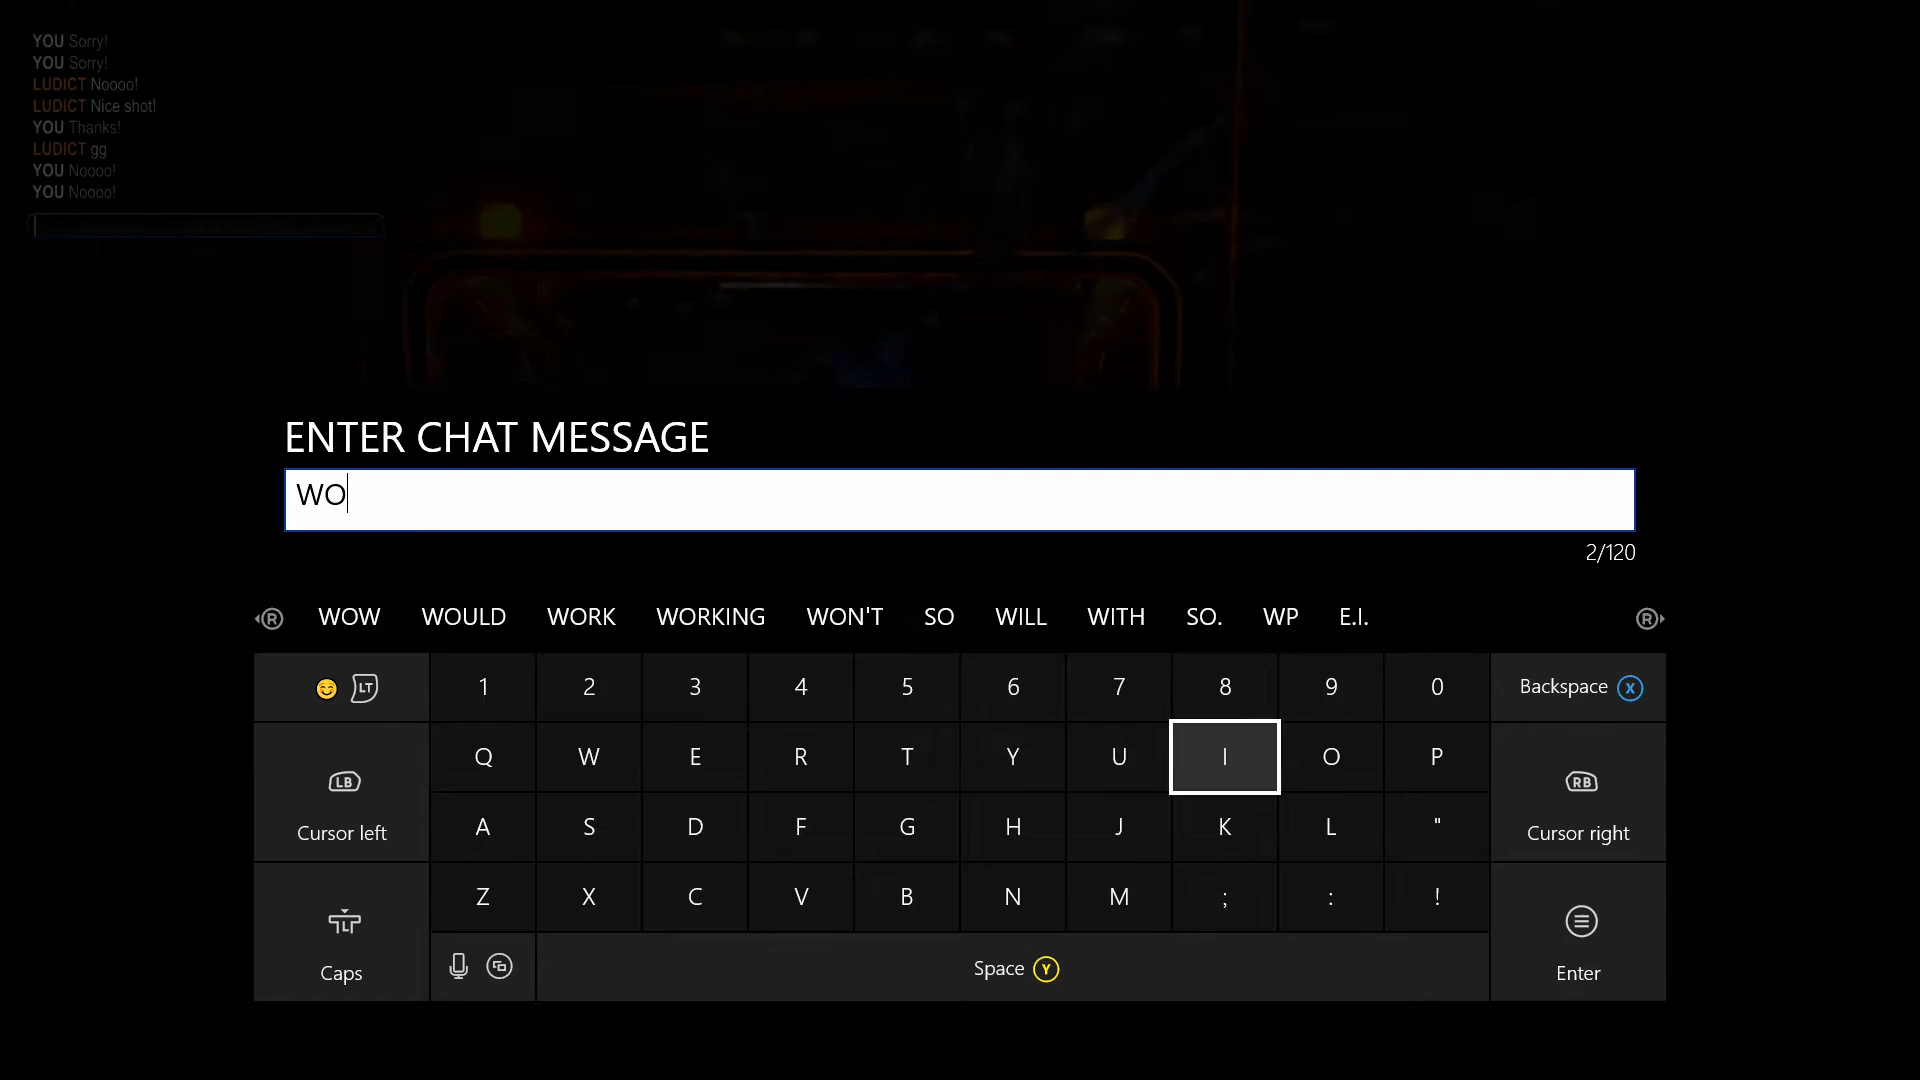 YOU Sorry!
YOU Sorry!
LUDICT Noooo!
LUDICT Nice shot!
YOU Thanks!
LUDICT gg
YOU Noooo!
YOU Noooo!
ENTER CHAT MESSAGE
WO
2/120
R WOW WOULD WORK WORKING WON'T SO WILL WITH SO. WP E.I. R
LT 1 2 3 4 5 6 7 8 9 0 Backspace X
Q W E R T Y U I O P
LB RB
Cursor left A S D F G H J K L " Cursor right
Z X C V B N M ; : !
LT
Caps Space Y Enter